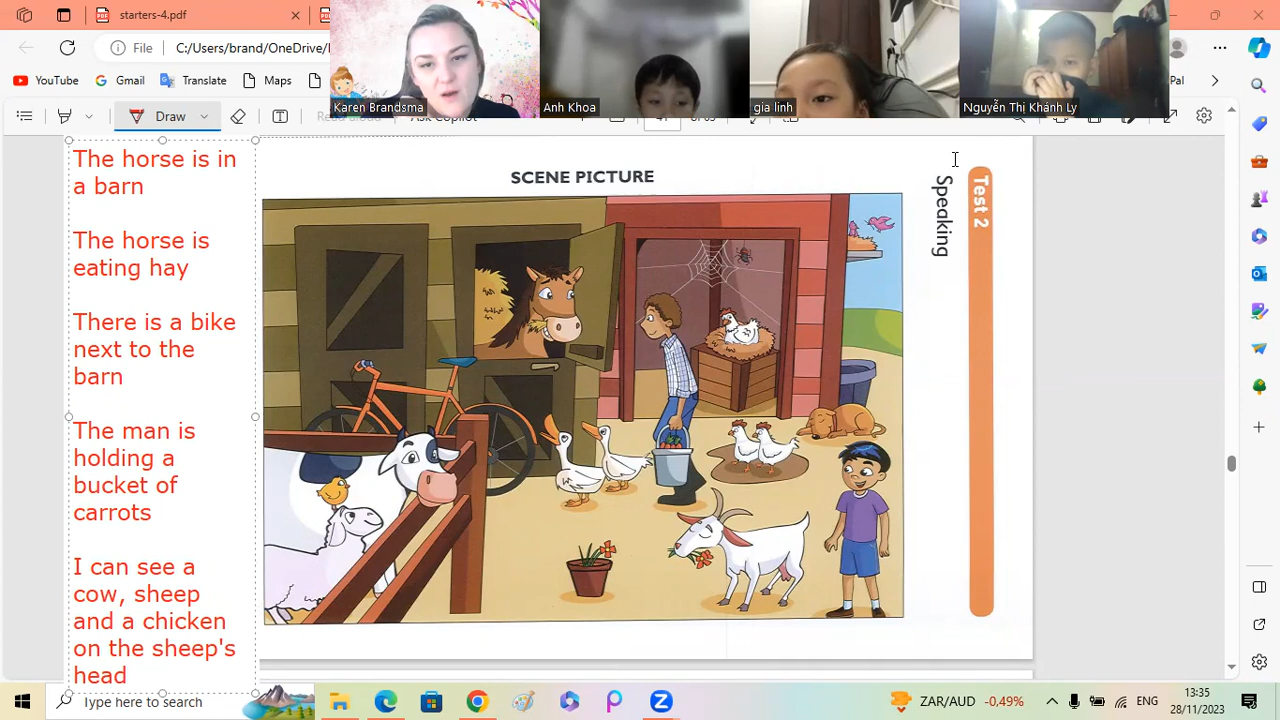 starters-4.pdf
File
C:/Users/brand/OneDrive/
YouTube
Gmail
Translate
Maps
Pal
Draw
Karen Brandsma
Anh Khoa
gia linh
Nguyễn Thị Khánh Ly
The horse is in
a barn
The horse is
eating hay
There is a bike
next to the
barn
The man is
holding a
bucket of
carrots
I can see a
cow, sheep
and a chicken
on the sheep's
head
SCENE PICTURE
Test 2
Speaking
Type here to search
ZAR/AUD -0,49%
ENG
13:35
28/11/2023